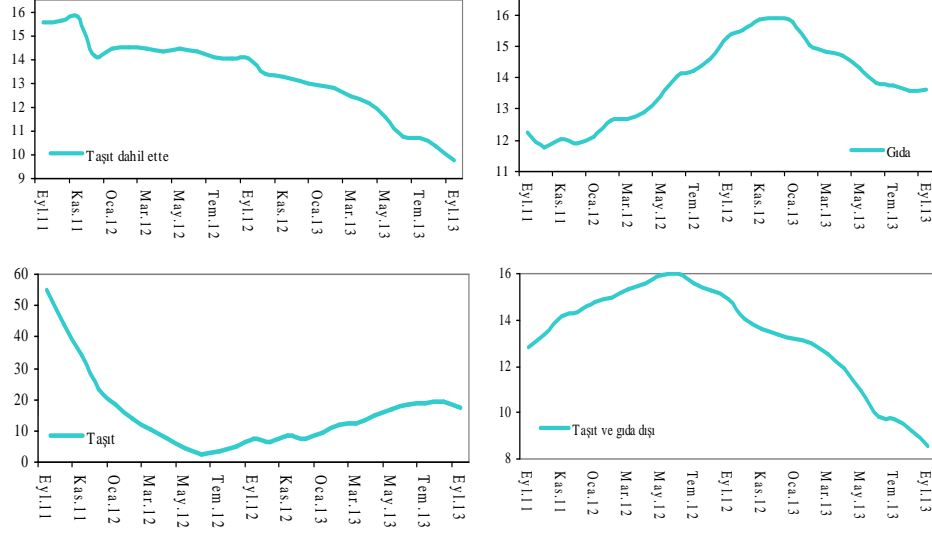 16
15
14
13
12
11
10
9
Taşıt dahil ette
Eyl.11
Kas.11
Oca.12
Mar.12
May.12
Tem.12
Eyl.12
Kas.12
Oca.13
Mar.13
May.13
Tem.13
Eyl.13
16
15
14
13
12
11
Gıda
Eyl.11
Kas.11
Oca.12
Mar.12
May.12
Tem.12
Eyl.12
Kas.12
Oca.13
Mar.13
May.13
Tem.13
Eyl.13
60
50
40
30
20
10
0
Taşıt
Eyl.11
Kas.11
Oca.12
Mar.12
May.12
Tem.12
Eyl.12
Kas.12
Oca.13
Mar.13
May.13
Tem.13
Eyl.13
16
14
12
10
8
Taşıt ve gıda dışı
Eyl.11
Kas.11
Oca.12
Mar.12
May.12
Tem.12
Eyl.12
Kas.12
Oca.13
Mar.13
May.13
Tem.13
Eyl.13